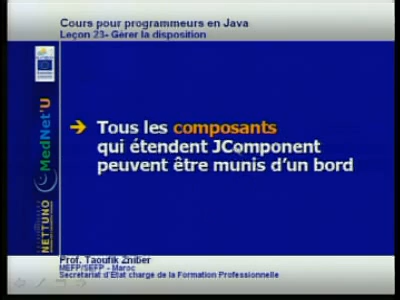 Cours pour programmeurs en Java
Leçon 23- Gérer la disposition
Tous les composants
qui étendent JComponent
peuvent être munis d'un bord
NETTUNO MedNet'U
Prof. Taoufik Zniber
MEFP/SEFP - Maroc
Secrétariat d'Etat chargé de la Formation Professionnelle